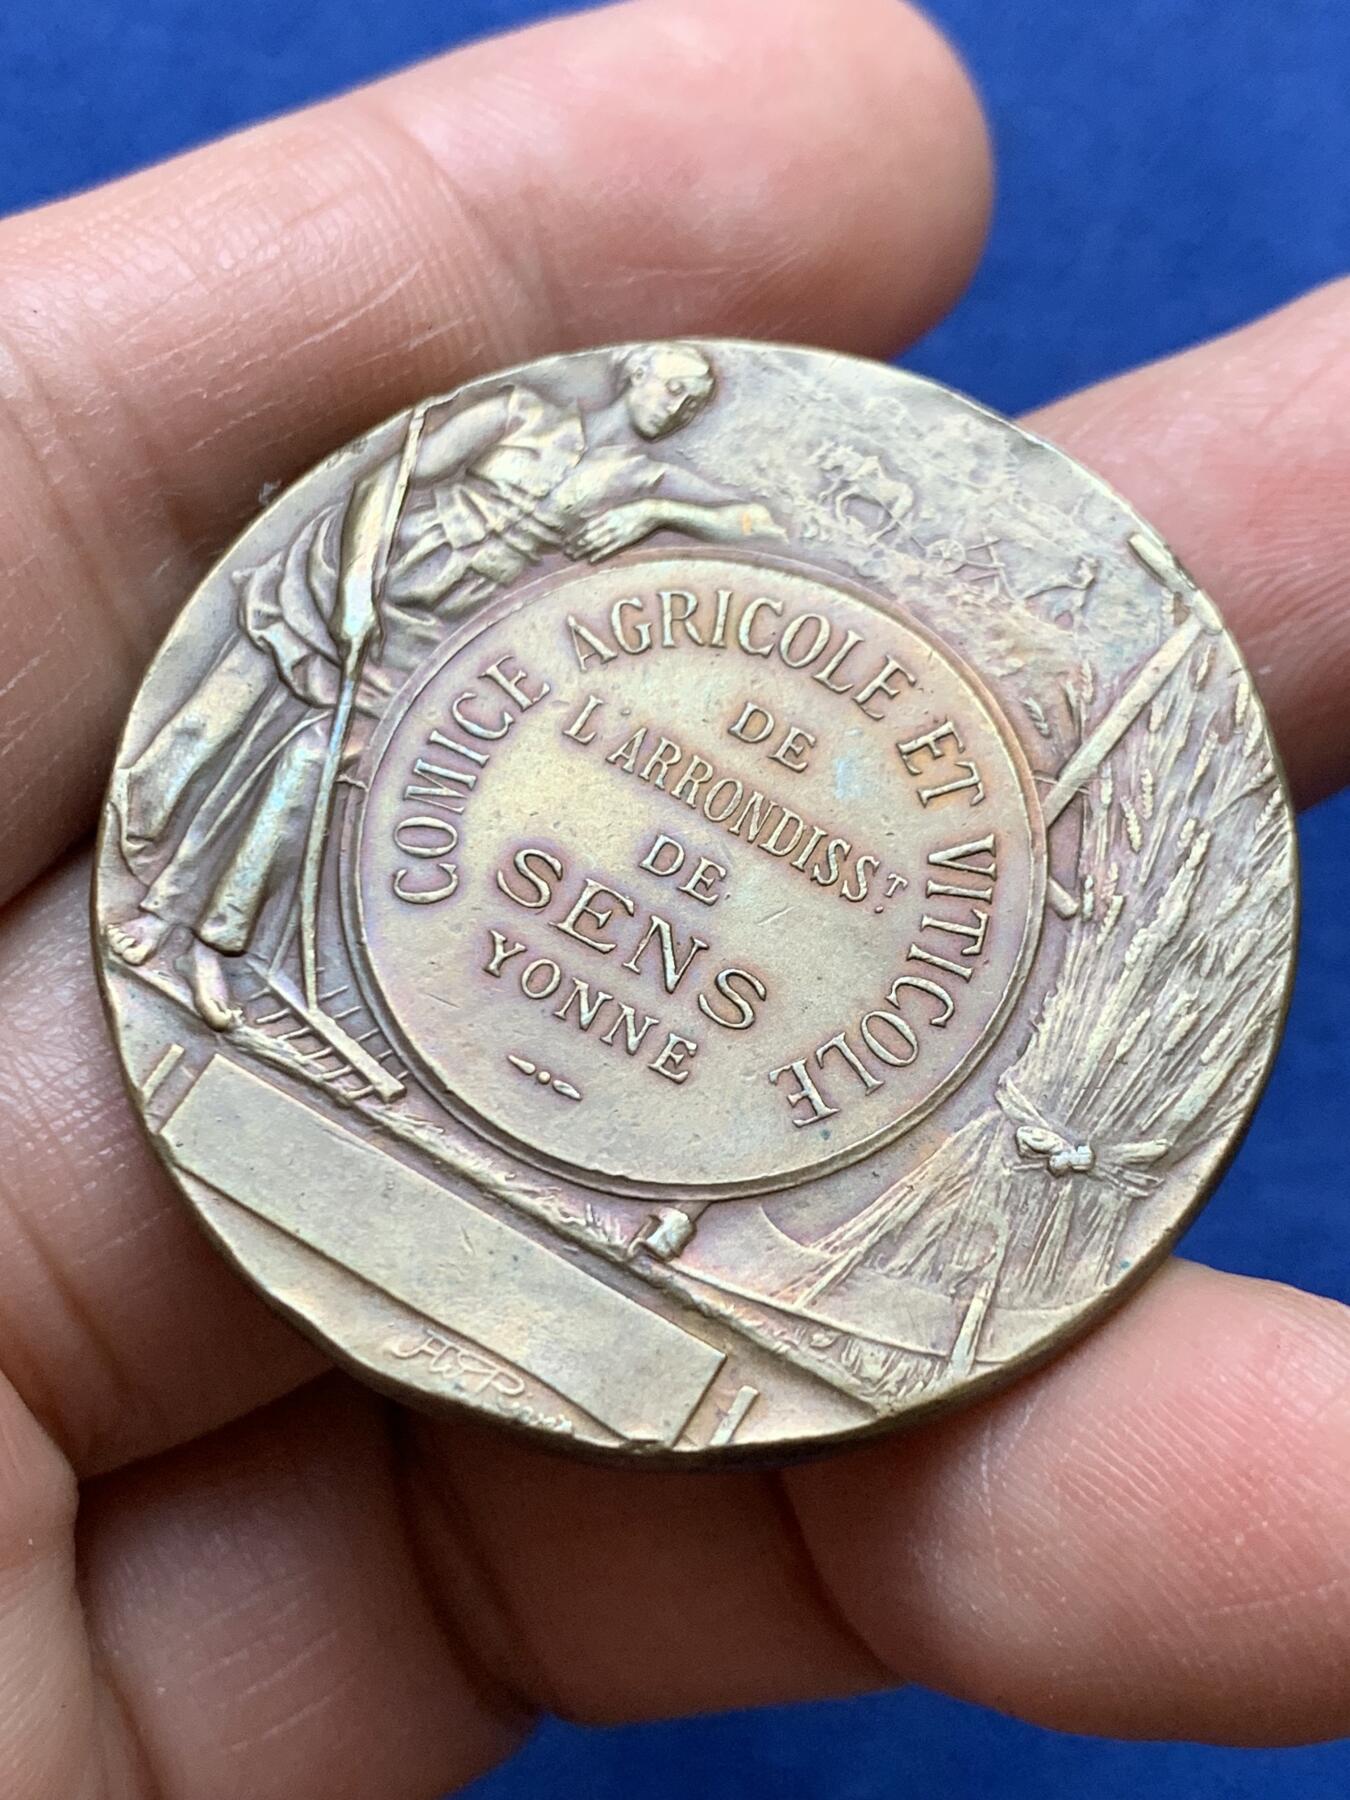 COMICE AGRICOLE ET VITICOLE
DE
L'ARRONDISS.T
DE
SENS
YONNE